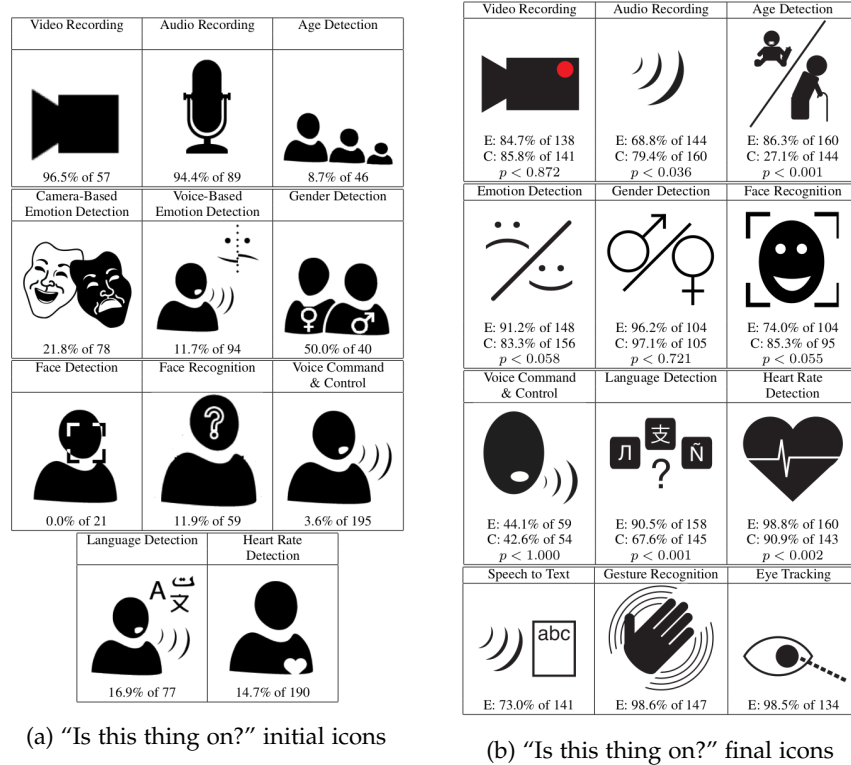 Video Recording Audio Recording Age Detection
96.5% of 57 94.4% of 89 8.7% of 46
Camera-Based Emotion Detection Voice-Based Emotion Detection Gender Detection
21.8% of 78 11.7% of 94 50.0% of 40
Face Detection Face Recognition Voice Command & Control
?
0.0% of 21 11.9% of 59 3.6% of 195
Language Detection Heart Rate Detection
A ت 文
16.9% of 77 14.7% of 190
(a) “Is this thing on?” initial icons
Video Recording Audio Recording Age Detection
E: 84.7% of 138 E: 68.8% of 144 E: 86.3% of 160
C: 85.8% of 141 C: 79.4% of 160 C: 27.1% of 144
p < 0.872 p < 0.036 p < 0.001
Emotion Detection Gender Detection Face Recognition
E: 91.2% of 148 E: 96.2% of 104 E: 74.0% of 104
C: 83.3% of 156 C: 97.1% of 105 C: 85.3% of 95
p < 0.058 p < 0.721 p < 0.055
Voice Command & Control Language Detection Heart Rate Detection
Л 支 Ñ
?
E: 44.1% of 59 E: 90.5% of 158 E: 98.8% of 160
C: 42.6% of 54 C: 67.6% of 145 C: 90.9% of 143
p < 1.000 p < 0.001 p < 0.002
Speech to Text Gesture Recognition Eye Tracking
abc
E: 73.0% of 141 E: 98.6% of 147 E: 98.5% of 134
(b) “Is this thing on?” final icons